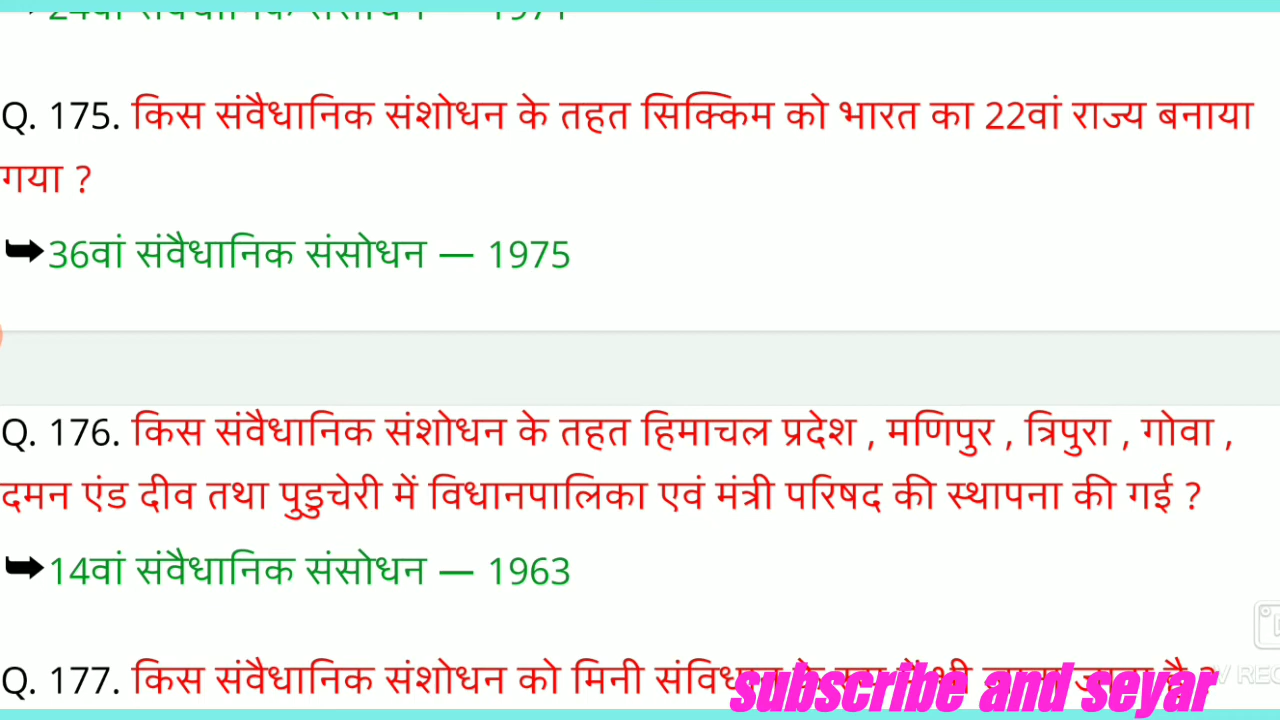 Q. 175. किस संवैधानिक संशोधन के तहत सिक्किम को भारत का 22वां राज्य बनाया
गया ?
➥36वां संवैधानिक संसोधन — 1975
Q. 176. किस संवैधानिक संशोधन के तहत हिमाचल प्रदेश , मणिपुर , त्रिपुरा , गोवा ,
दमन एंड दीव तथा पुडुचेरी में विधानपालिका एवं मंत्री परिषद की स्थापना की गई ?
➥14वां संवैधानिक संसोधन — 1963
Q. 177. किस संवैधानिक संशोधन को मिनी
subscribe and seyar